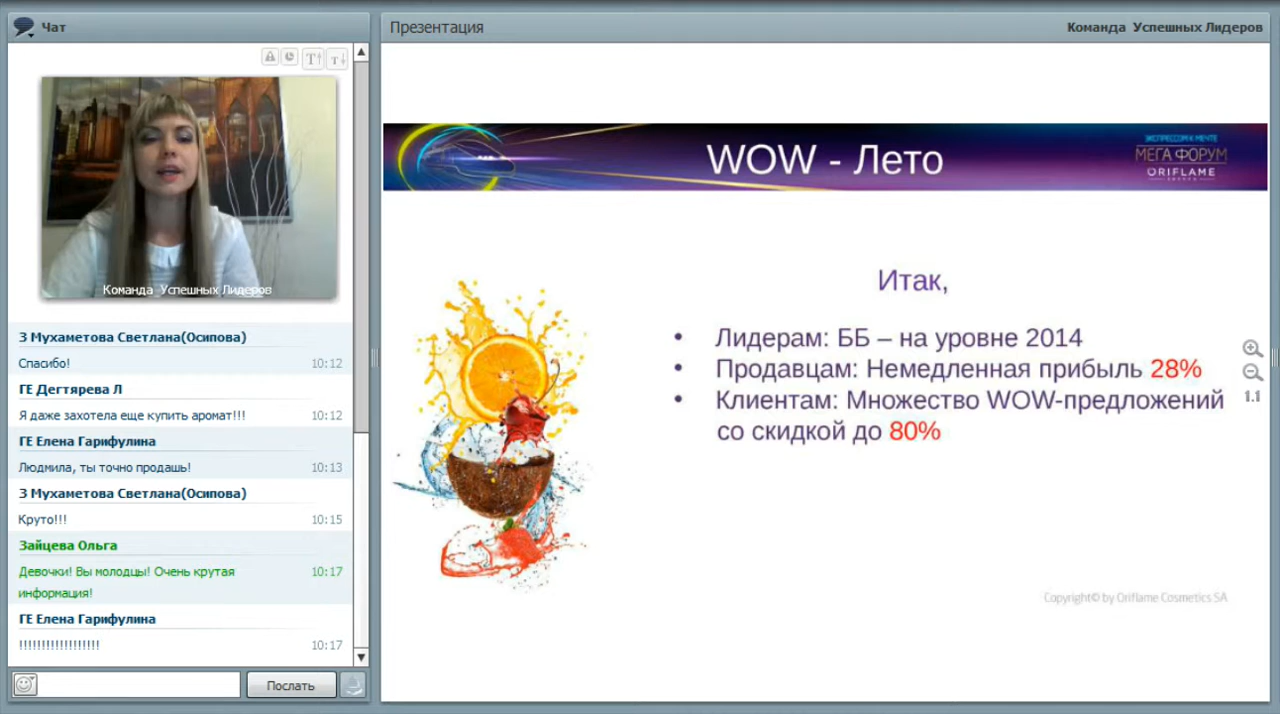 Чат
Команда Успешных Лидеров
З Мухаметова Светлана(Осипова)
Спасибо!
10:12
ГЕ Дегтярева Л
Я даже захотела еще купить аромат!!!
10:12
ГЕ Елена Гарифулина
Людмила, ты точно продашь!
10:13
З Мухаметова Светлана(Осипова)
Круто!!!
10:15
Зайцева Ольга
Девочки! Вы молодцы! Очень крутая
10:17
информация!
ГЕ Елена Гарифулина
!!!!!!!!!!!!!!!!!!
10:17
Послать
Презентация
Команда Успешных Лидеров
WOW - Лето
ЭКСПРЕССОМ К МЕЧТЕ
МЕГА ФОРУМ
ORIFLAME
Итак,
• Лидерам: ББ – на уровне 2014
• Продавцам: Немедленная прибыль 28%
• Клиентам: Множество WOW-предложений
со скидкой до 80%
1.1
Copyright© by Oriflame Cosmetics SA